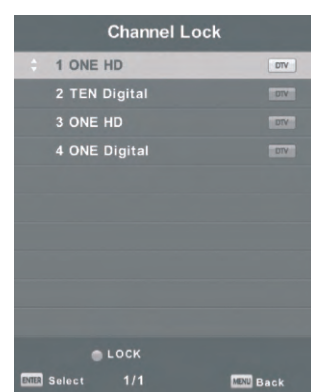 Channel Lock
1 ONE HD DTV
2 TEN Digital DTV
3 ONE HD DTV
4 ONE Digital DTV
LOCK
ENTER Select 1/1 MENU Back